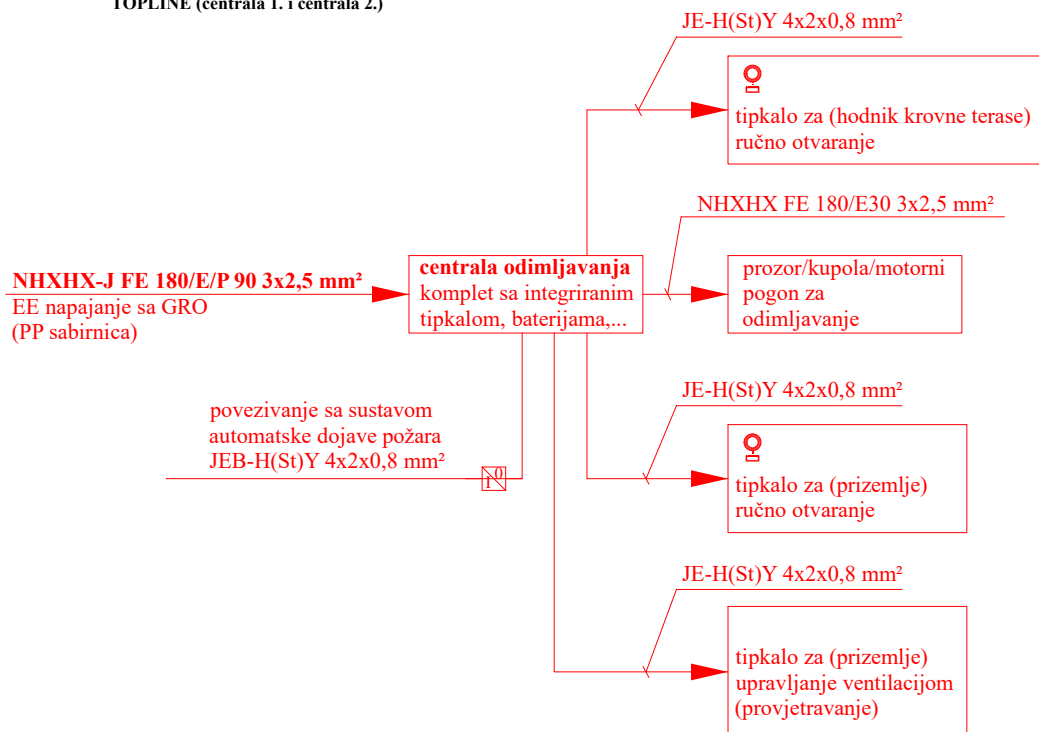 TOPLINE (centrala 1. i centrala 2.)
JE-H(St)Y 4x2x0,8 mm²
tipkalo za (hodnik krovne terase)
ručno otvaranje
NHXHX FE 180/E30 3x2,5 mm²
NHXHX-J FE 180/E/P 90 3x2,5 mm²
EE napajanje sa GRO
(PP sabirnica)
centrala odimljavanja
komplet sa integriranim
tipkalom, baterijama,...
prozor/kupola/motorni
pogon za
odimljavanje
povezivanje sa sustavom
automatske dojave požara
JEB-H(St)Y 4x2x0,8 mm²
1 0
JE-H(St)Y 4x2x0,8 mm²
tipkalo za (prizemlje)
ručno otvaranje
JE-H(St)Y 4x2x0,8 mm²
tipkalo za (prizemlje)
upravljanje ventilacijom
(provjetravanje)